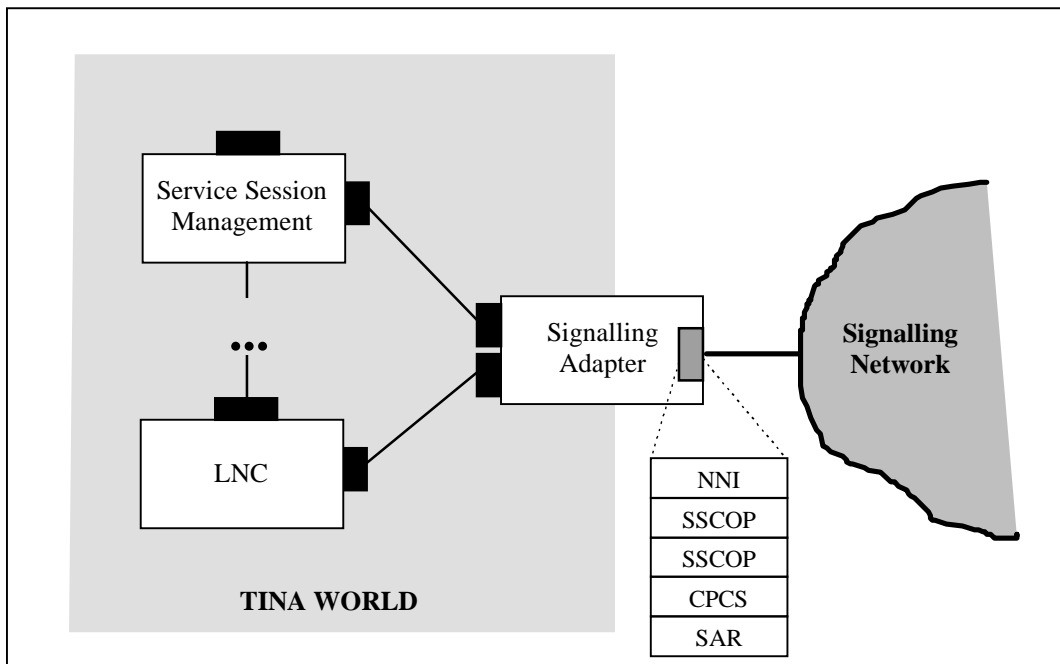 Service Session
Management
•••
LNC
TINA WORLD
Signalling
Adapter
Signalling
Network
NNI
SSCOP
SSCOP
CPCS
SAR